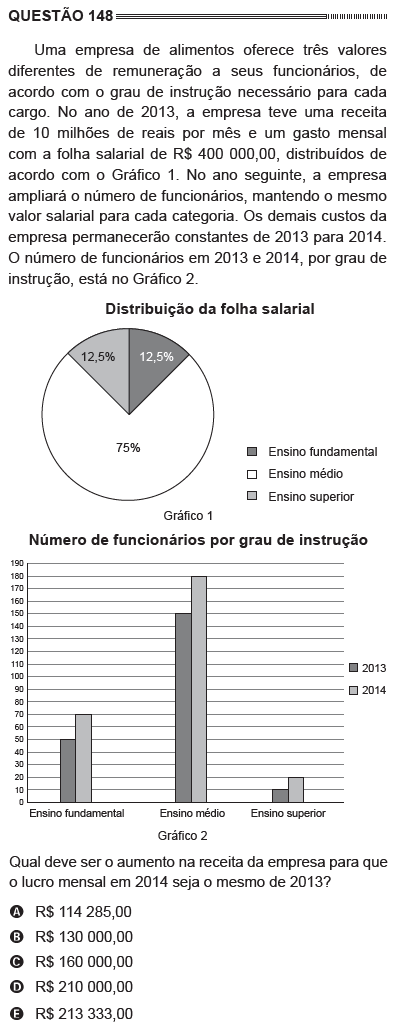 QUESTÃO 148
Uma empresa de alimentos oferece três valores
diferentes de remuneração a seus funcionários, de
acordo com o grau de instrução necessário para cada
cargo. No ano de 2013, a empresa teve uma receita
de 10 milhões de reais por mês e um gasto mensal
com a folha salarial de R$ 400 000,00, distribuídos de
acordo com o Gráfico 1. No ano seguinte, a empresa
ampliará o número de funcionários, mantendo o mesmo
valor salarial para cada categoria. Os demais custos da
empresa permanecerão constantes de 2013 para 2014.
O número de funcionários em 2013 e 2014, por grau de
instrução, está no Gráfico 2.
Distribuição da folha salarial
12,5% 12,5%
75%
Ensino fundamental
Ensino médio
Ensino superior
Gráfico 1
Número de funcionários por grau de instrução
190
180
170
160
150
140
130
120
110
100
90
80
70
60
50
40
30
20
10
0
2013
2014
Ensino fundamental Ensino médio Ensino superior
Gráfico 2
Qual deve ser o aumento na receita da empresa para que
o lucro mensal em 2014 seja o mesmo de 2013?
A R$ 114 285,00
B R$ 130 000,00
C R$ 160 000,00
D R$ 210 000,00
E R$ 213 333,00